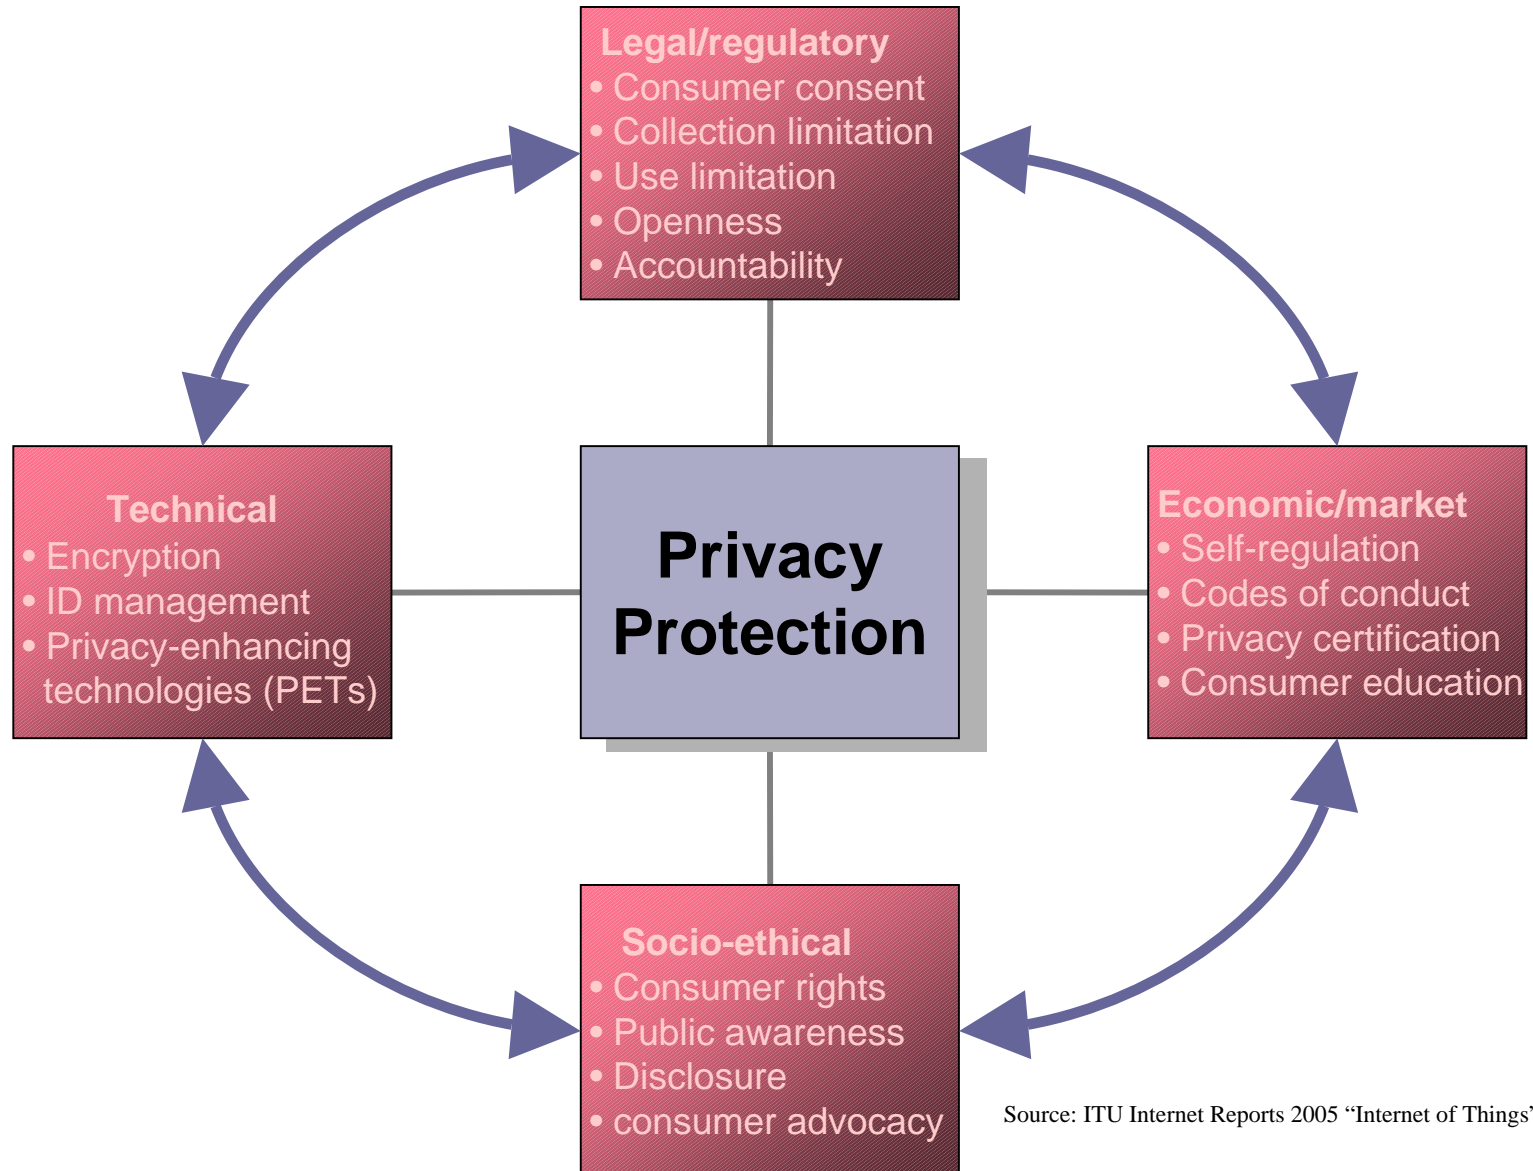 Legal/regulatory
• Consumer consent
• Collection limitation
• Use limitation
• Openness
• Accountability
Technical
• Encryption
• ID management
• Privacy-enhancing
technologies (PETs)
Privacy
Protection
Economic/market
• Self-regulation
• Codes of conduct
• Privacy certification
• Consumer education
Socio-ethical
• Consumer rights
• Public awareness
• Disclosure
• consumer advocacy
Source: ITU Internet Reports 2005 “Internet of Things’